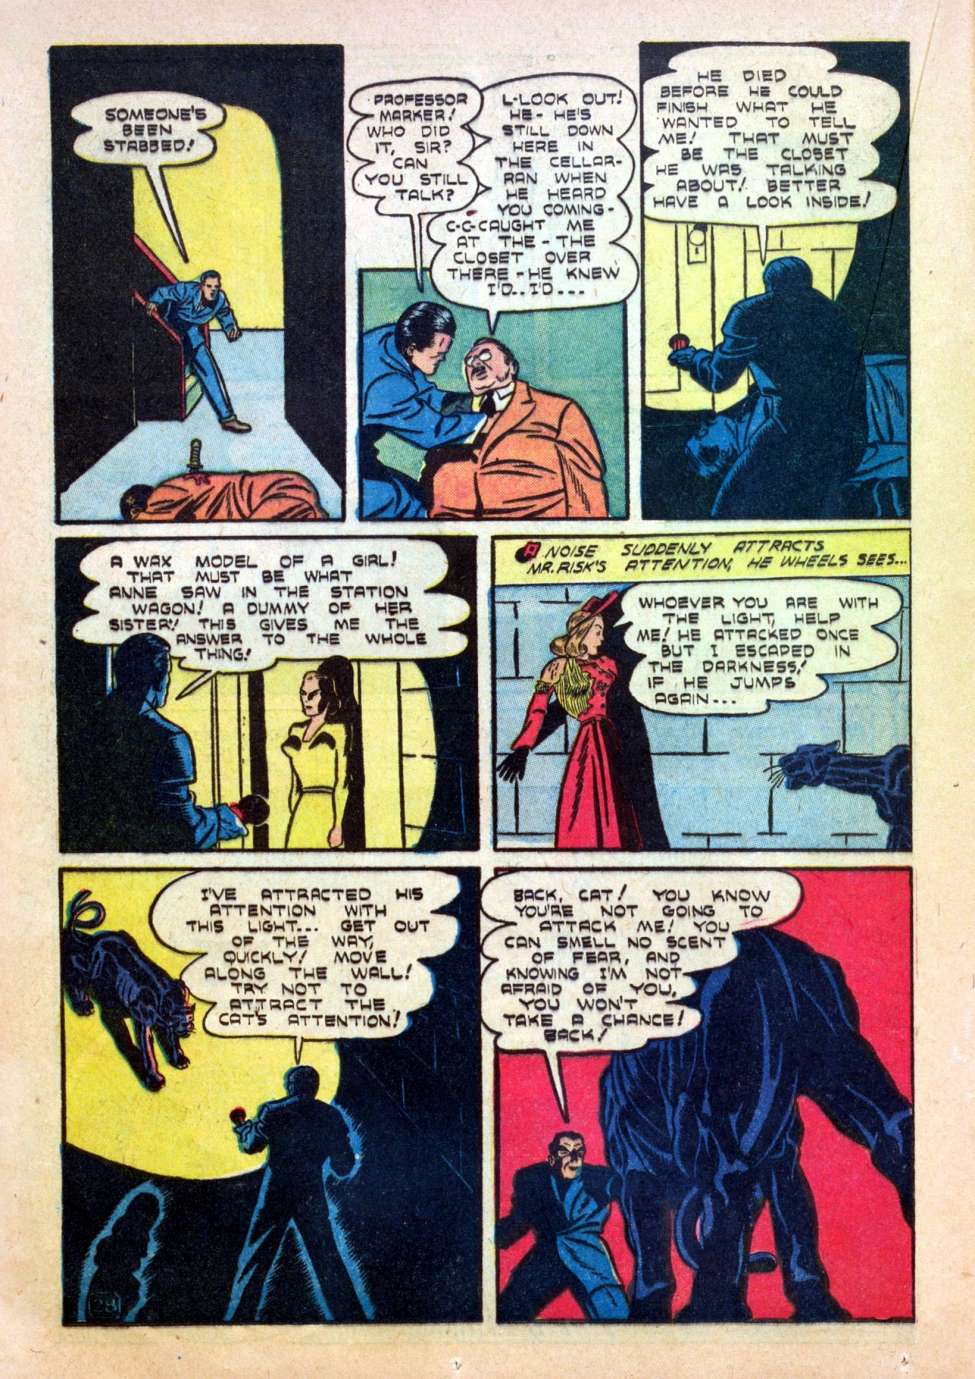 SOMEONE'S
BEEN
STABBED!
PROFESSOR
MARKER!
WHO DID
IT, SIR?
CAN
YOU STILL
TALK?
L-LOOK OUT!
HE- HE'S
STILL DOWN
HERE IN
THE CELLAR-
RAN WHEN
HE HEARD
YOU COMING-
C-C-CAUGHT ME
AT THE - THE
CLOSET OVER
THERE - HE KNEW
I'D.. I'D ---
HE DIED
BEFORE HE COULD
FINISH WHAT HE
WANTED TO TELL
ME! THAT MUST
BE THE CLOSET
HE WAS TALKING
ABOUT! BETTER
HAVE A LOOK INSIDE!
A WAX MODEL OF A GIRL!
THAT MUST BE WHAT
ANNE SAW IN THE STATION
WAGON! A DUMMY OF HER
SISTER! THIS GIVES ME THE
ANSWER TO THE WHOLE
THING!
A NOISE SUDDENLY ATTRACTS
MR. RISK'S ATTENTION, HE WHEELS SEES...
WHOEVER YOU ARE WITH
THE LIGHT, HELP
ME! HE ATTACKED ONCE
BUT I ESCAPED IN
THE DARKNESS!
IF HE JUMPS
AGAIN---
I'VE ATTRACTED HIS
ATTENTION WITH
THIS LIGHT... GET OUT
OF THE WAY,
QUICKLY! MOVE
ALONG THE WALL!
TRY NOT TO
ATTRACT THE
CAT'S ATTENTION!
28
BACK, CAT! YOU KNOW
YOU'RE NOT GOING TO
ATTACK ME! YOU
CAN SMELL NO SCENT
OF FEAR, AND
KNOWING I'M NOT
AFRAID OF YOU,
YOU WON'T
TAKE A CHANCE!
BACK!